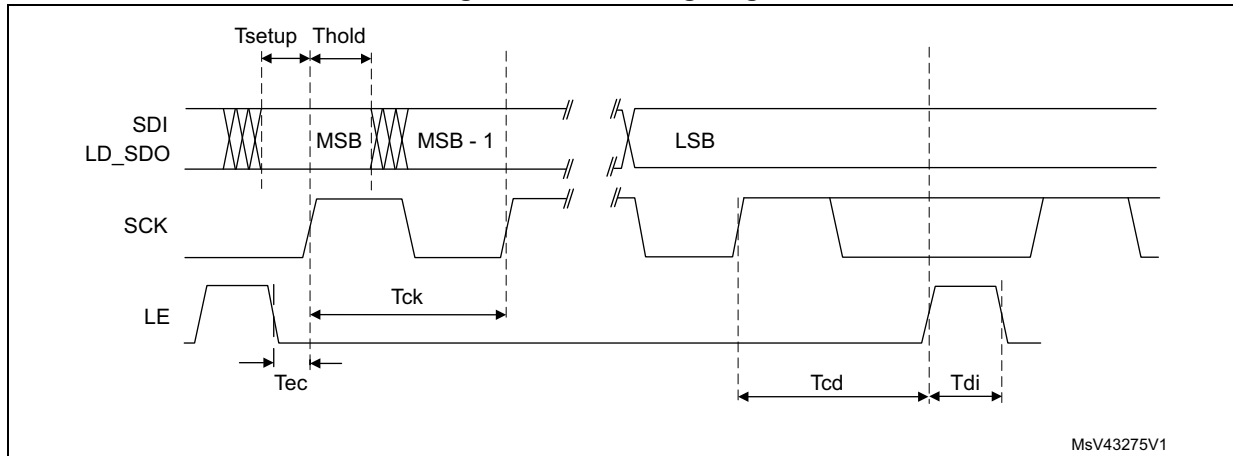 Tsetup Thold
SDI
LD_SDO
MSB
MSB - 1
LSB
SCK
Tck
LE
Tec
Tcd
Tdi
MsV43275V1